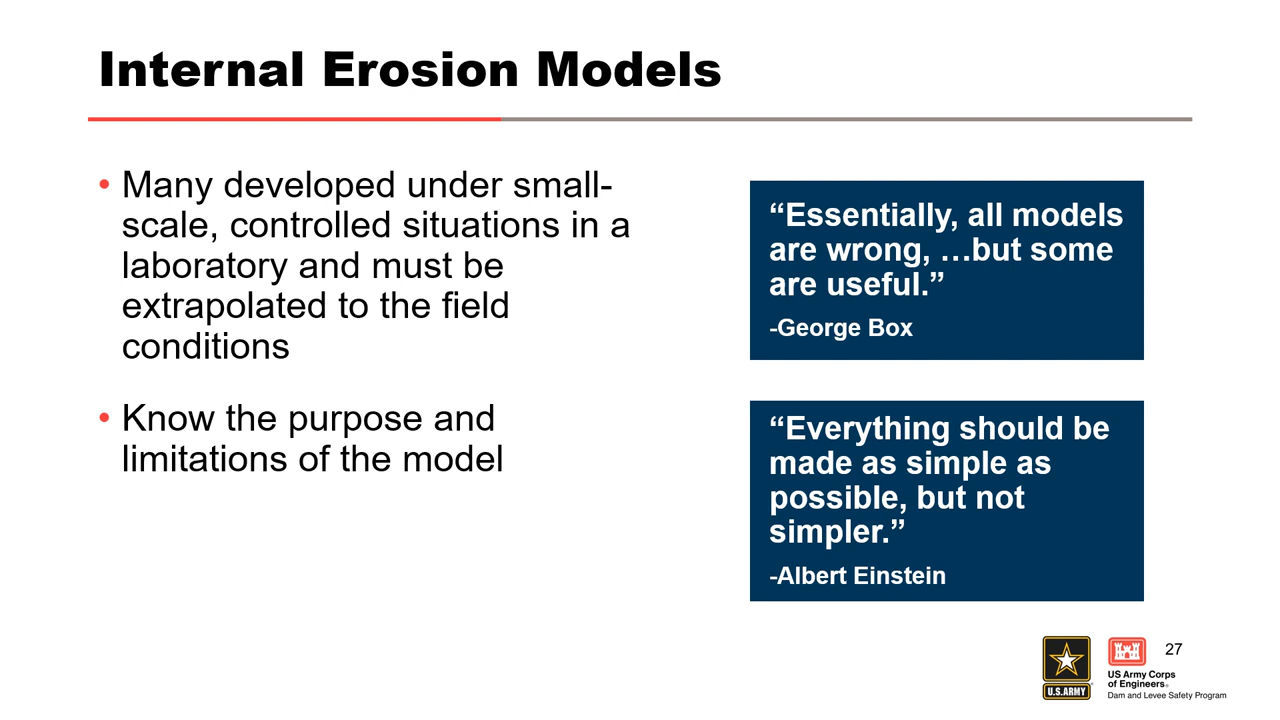 Internal Erosion Models
• Many developed under small-
scale, controlled situations in a
laboratory and must be
extrapolated to the field
conditions
• Know the purpose and
limitations of the model
“Essentially, all models
are wrong, …but some
are useful.”
-George Box
“Everything should be
made as simple as
possible, but not
simpler.”
-Albert Einstein
U.S.ARMY
US Army Corps
of Engineers®
Dam and Levee Safety Program
27